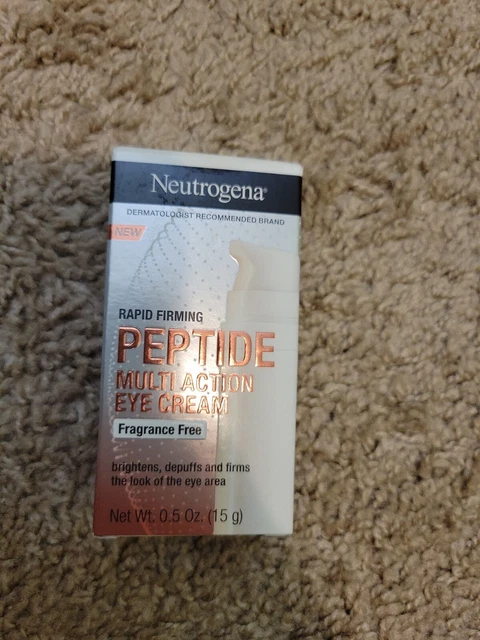 Neutrogena®
DERMATOLOGIST RECOMMENDED BRAND
NEW
RAPID FIRMING
PEPTIDE
MULTI ACTION
EYE CREAM
Fragrance Free
brightens, depuffs and firms
the look of the eye area
Net Wt. 0.5 Oz. (15 g)